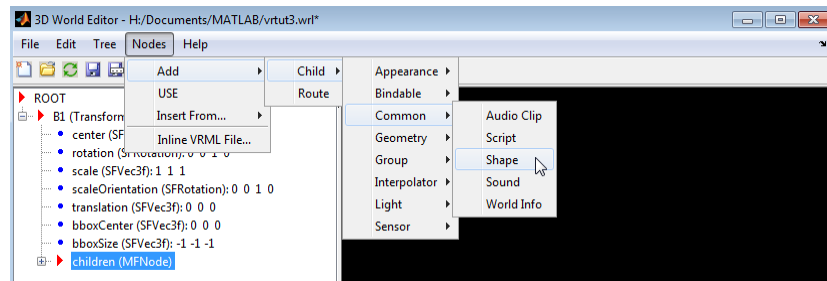 3D World Editor - H:/Documents/MATLAB/vrtut3.wrl*
File Edit Tree Nodes Help
Add
USE
Insert From...
Inline VRML File...
Child
Route
Appearance
Bindable
Common
Geometry
Group
Interpolator
Light
Sensor
Audio Clip
Script
Shape
Sound
World Info
ROOT
B1 (Transform
center (SF
rotation (SFRotation): 0 0 1 0
scale (SFVec3f): 1 1 1
scaleOrientation (SFRotation): 0 0 1 0
translation (SFVec3f): 0 0 0
bboxCenter (SFVec3f): 0 0 0
bboxSize (SFVec3f): -1 -1 -1
children (MFNode)